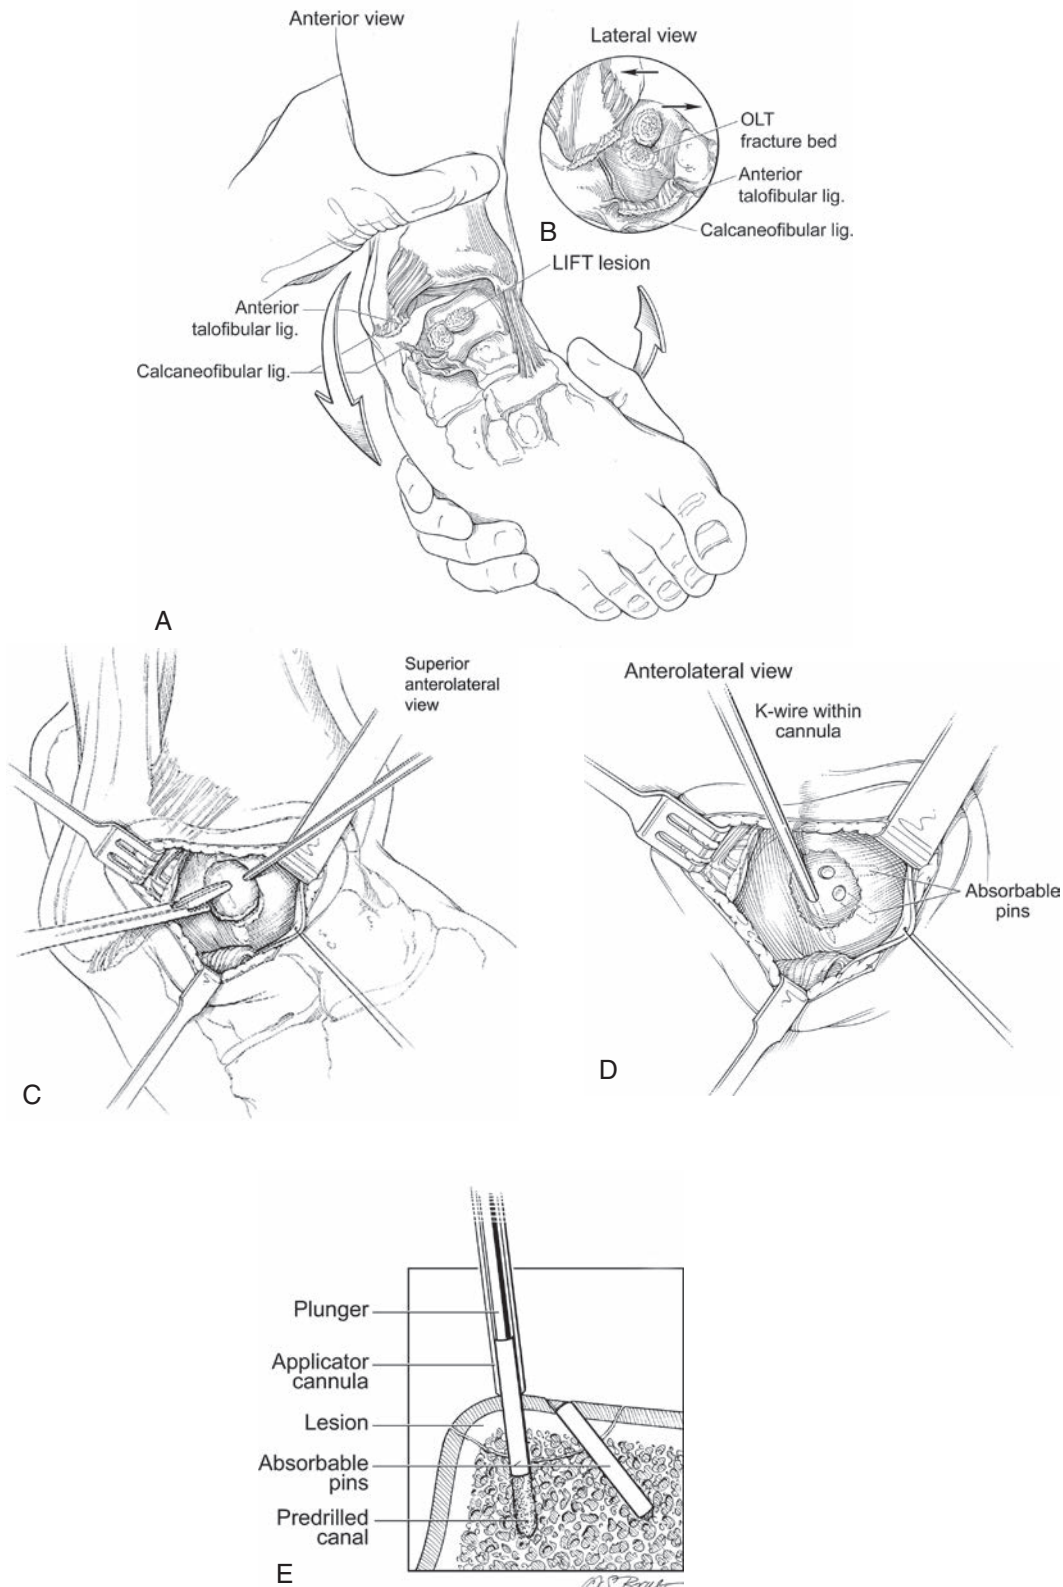 Anterior view
Lateral view
OLT
fracture bed
Anterior
talofibular lig.
Calcaneofibular lig.
B
LIFT lesion
Anterior
talofibular lig.
Calcaneofibular lig.
A
Superior
anterolateral
view
C
Anterolateral view
K-wire within
cannula
Absorbable
pins
D
Plunger
Applicator
cannula
Lesion
Absorbable
pins
Predrilled
canal
E